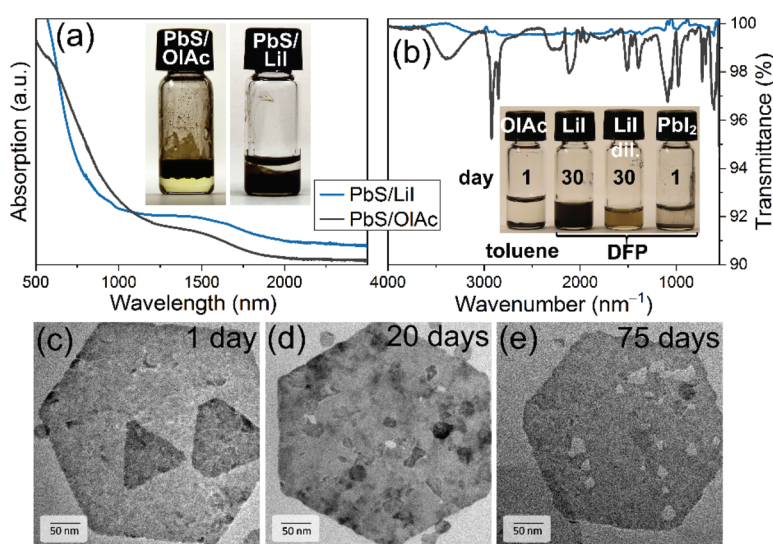 (a)
PbS/
OlAc
PbS/
LiI
Absorption (a.u.)
PbS/LiI
PbS/OlAc
500 1000 1500 2000
Wavelength (nm)
(b)
100
98
96
94
92
90
Transmittance (%)
OlAc LiI LiI PbI2
dil.
day 1 30 30 1
toluene DFP
4000 3000 2000 1000
Wavenumber (nm⁻¹)
(c) 1 day
50 nm
(d) 20 days
50 nm
(e) 75 days
50 nm